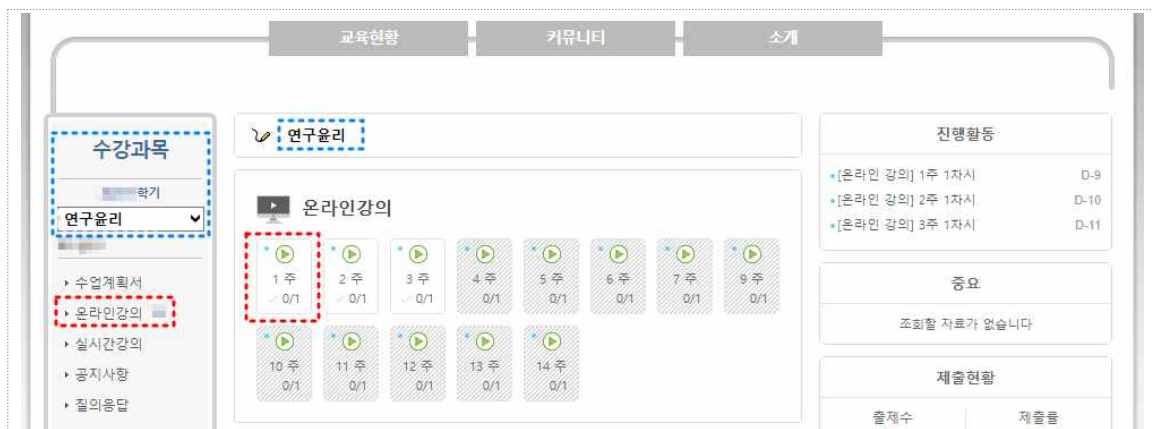 교육현황
커뮤니티
소개
수강과목
학기
연구윤리
수업계획서
온라인강의
실시간강의
공지사항
질의응답
연구윤리
온라인강의
1 주 2 주 3 주 4 주 5 주 6 주 7 주 9 주
0/1 0/1 0/1 0/1 0/1 0/1 0/1 0/1
10 주 11 주 12 주 13 주 14 주
0/1 0/1 0/1 0/1 0/1
진행활동
[온라인 강의] 1주 1차시 D-9
[온라인 강의] 2주 1차시 D-10
[온라인 강의] 3주 1차시 D-11
중요
조회할 자료가 없습니다
제출현황
출제수 제출률